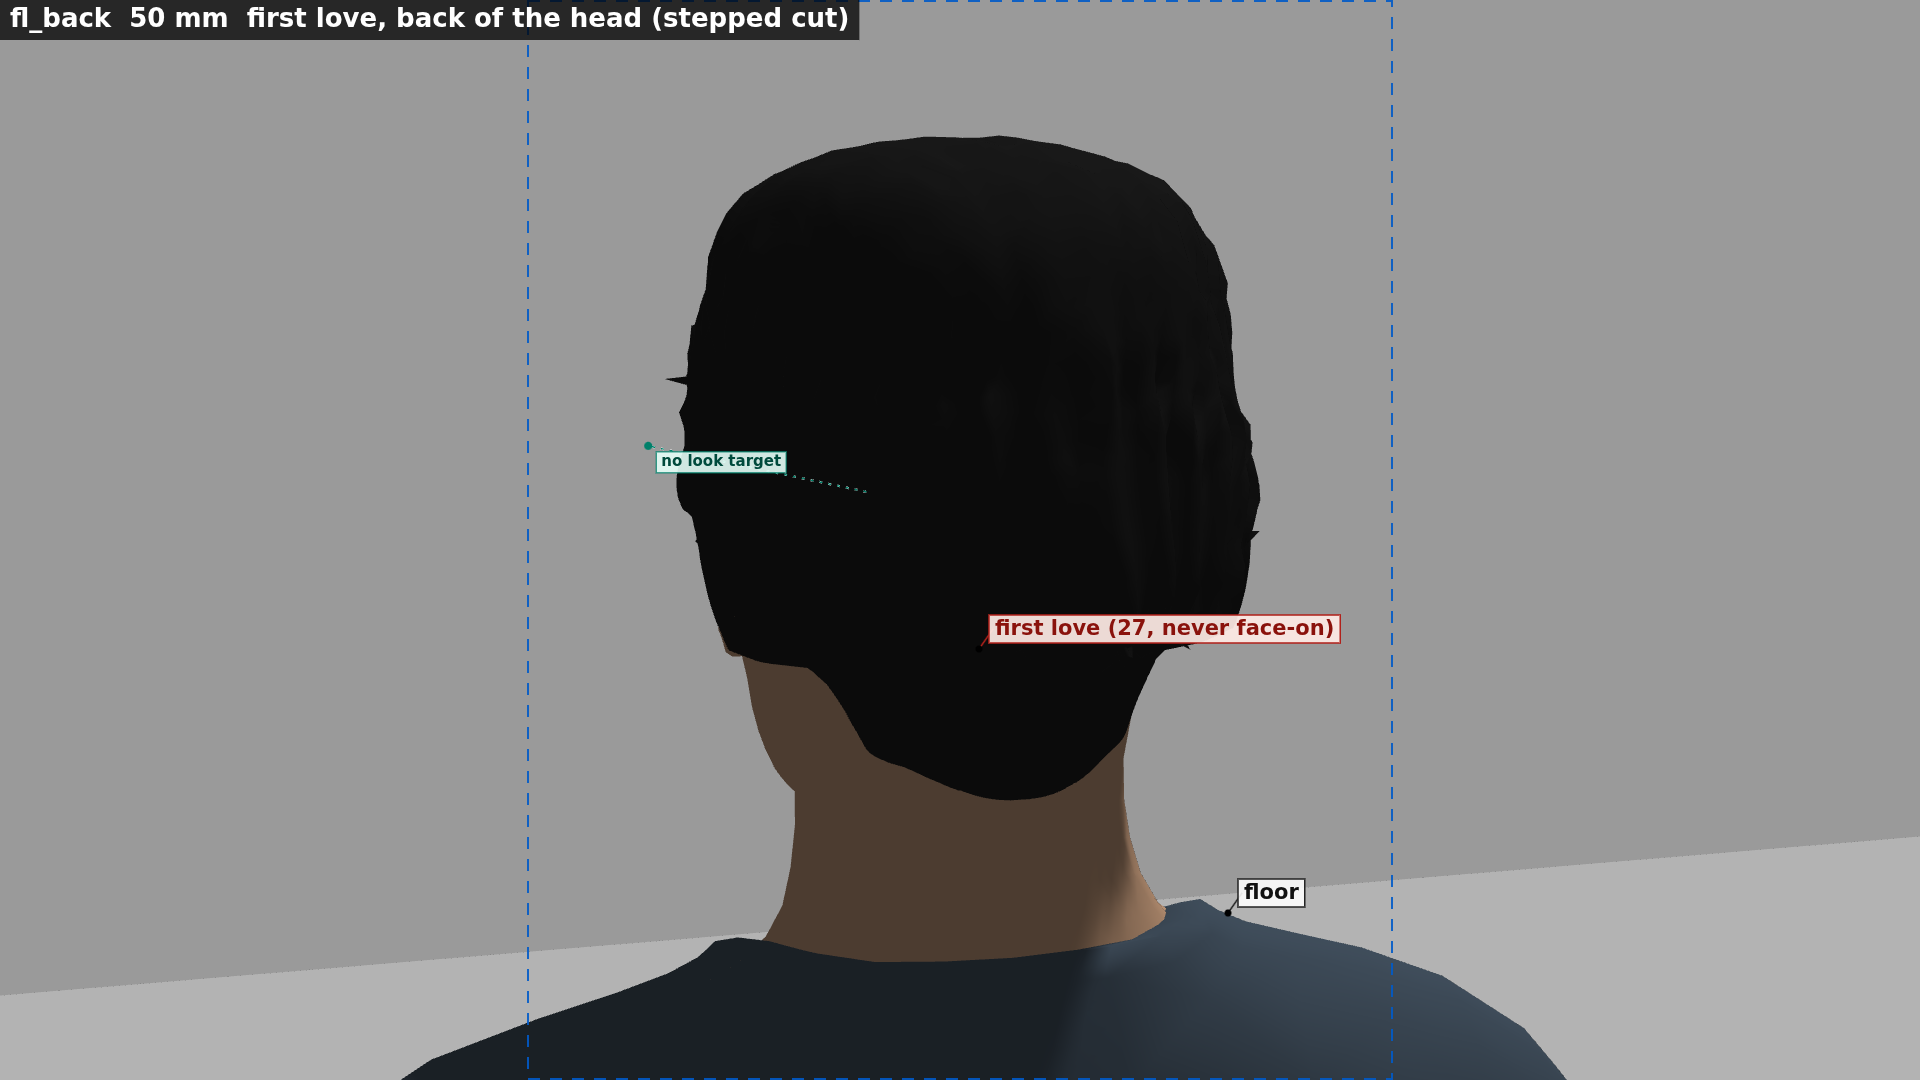 fl_back 50 mm first love, back of the head (stepped cut)
no look target
first love (27, never face-on)
floor